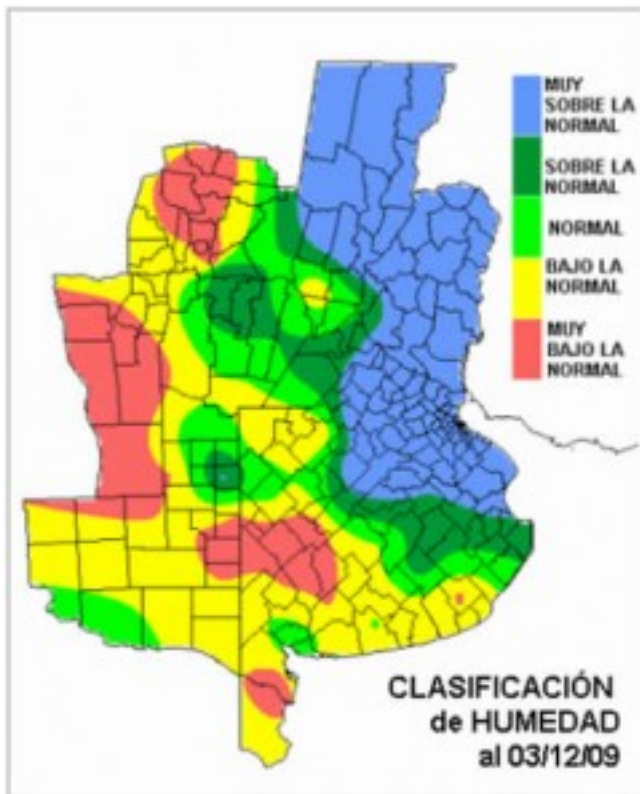 MUY
SOBRE LA
NORMAL
SOBRE LA
NORMAL
NORMAL
BAJO LA
NORMAL
MUY
BAJO LA
NORMAL
CLASIFICACIÓN
de HUMEDAD
al 03/12/09